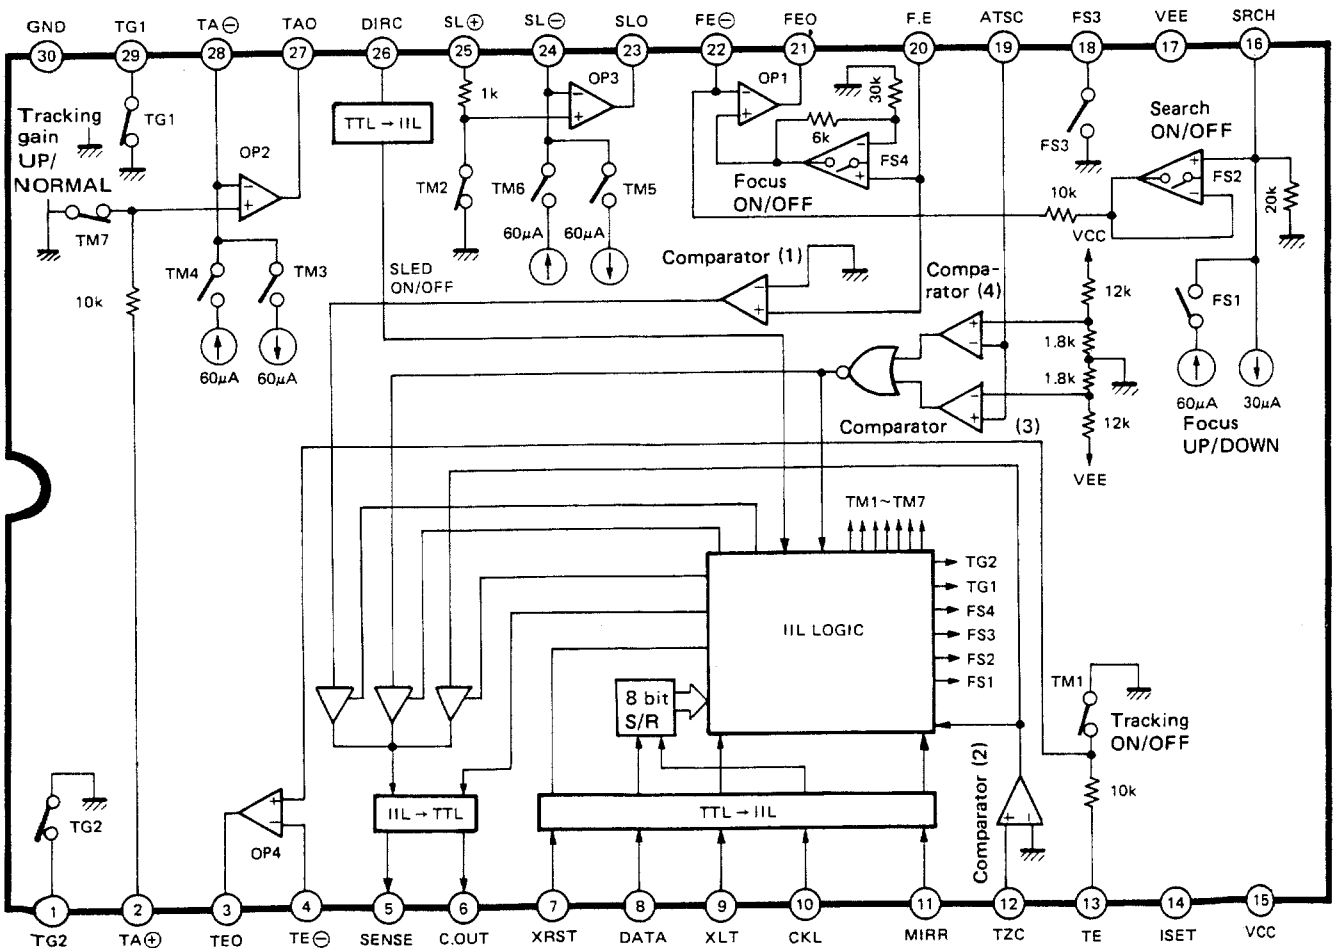 GND TG1 TA⊖ TAO DIRC SL⊕ SL⊖ SLO FE⊖ FEO F.E ATSC FS3 VEE SRCH
30 29 28 27 26 25 24 23 22 21 20 19 18 17 16
Tracking
gain
UP/
NORMAL
TG1
TM7
10k
OP2
TM4
TM3
60μA
60μA
TTL→IIL
SLED
ON/OFF
1k
TM2
OP3
TM6
TM5
60μA
60μA
OP1
30k
6k
FS4
Focus
ON/OFF
FS3
Search
ON/OFF
FS2
10k
20k
VCC
Comparator (1)
Compa-
rator (4)
12k
1.8k
1.8k
12k
VEE
Comparator (3)
FS1
60μA
30μA
Focus
UP/DOWN
TM1~TM7
IIL LOGIC
TG2
TG1
FS4
FS3
FS2
FS1
8 bit
S/R
TM1
Tracking
ON/OFF
10k
Comparator (2)
TG2
OP4
IIL→TTL
TTL→IIL
1 2 3 4 5 6 7 8 9 10 11 12 13 14 15
TG2 TA⊕ TEO TE⊖ SENSE C.OUT XRST DATA XLT CKL MIRR TZC TE ISET VCC